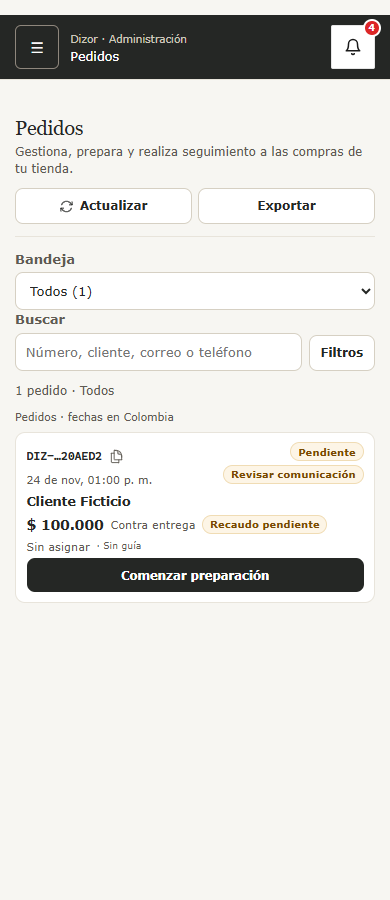 Dizor · Administración
Pedidos
4
Pedidos
Gestiona, prepara y realiza seguimiento a las compras de
tu tienda.
Actualizar
Exportar
Bandeja
Todos (1)
Buscar
Número, cliente, correo o teléfono
Filtros
1 pedido · Todos
Pedidos · fechas en Colombia
DIZ-…20AED2
Pendiente
24 de nov, 01:00 p. m.
Revisar comunicación
Cliente Ficticio
$ 100.000 Contra entrega Recaudo pendiente
Sin asignar · Sin guía
Comenzar preparación